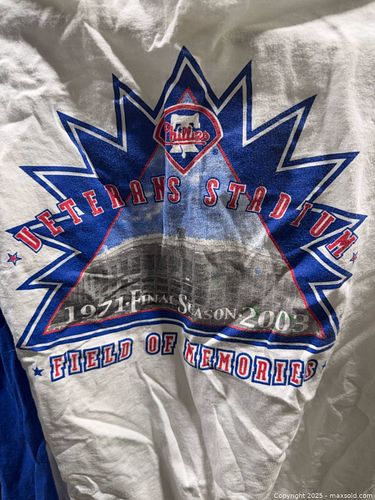 Phillies
VETERANS STADIUM
1971·FINAL SEASON·2003
FIELD OF MEMORIES
Copyright 2025 - maxsold.com